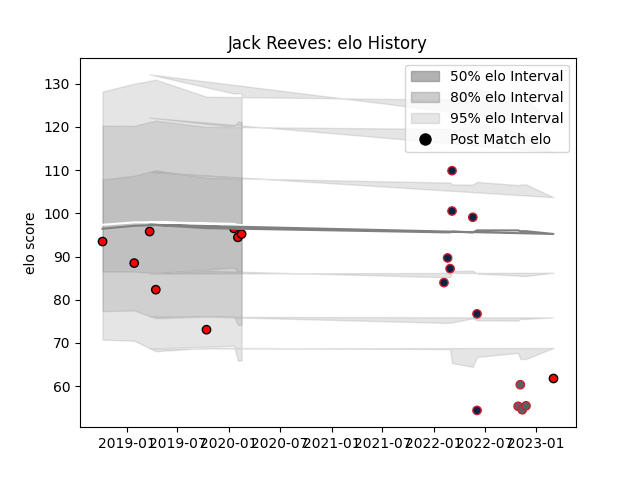 Jack Reeves: elo History
130
120
110
100
90
80
70
60
elo score
50% elo Interval
80% elo Interval
95% elo Interval
Post Match elo
2019-01
2019-07
2020-01
2020-07
2021-01
2021-07
2022-01
2022-07
2023-01